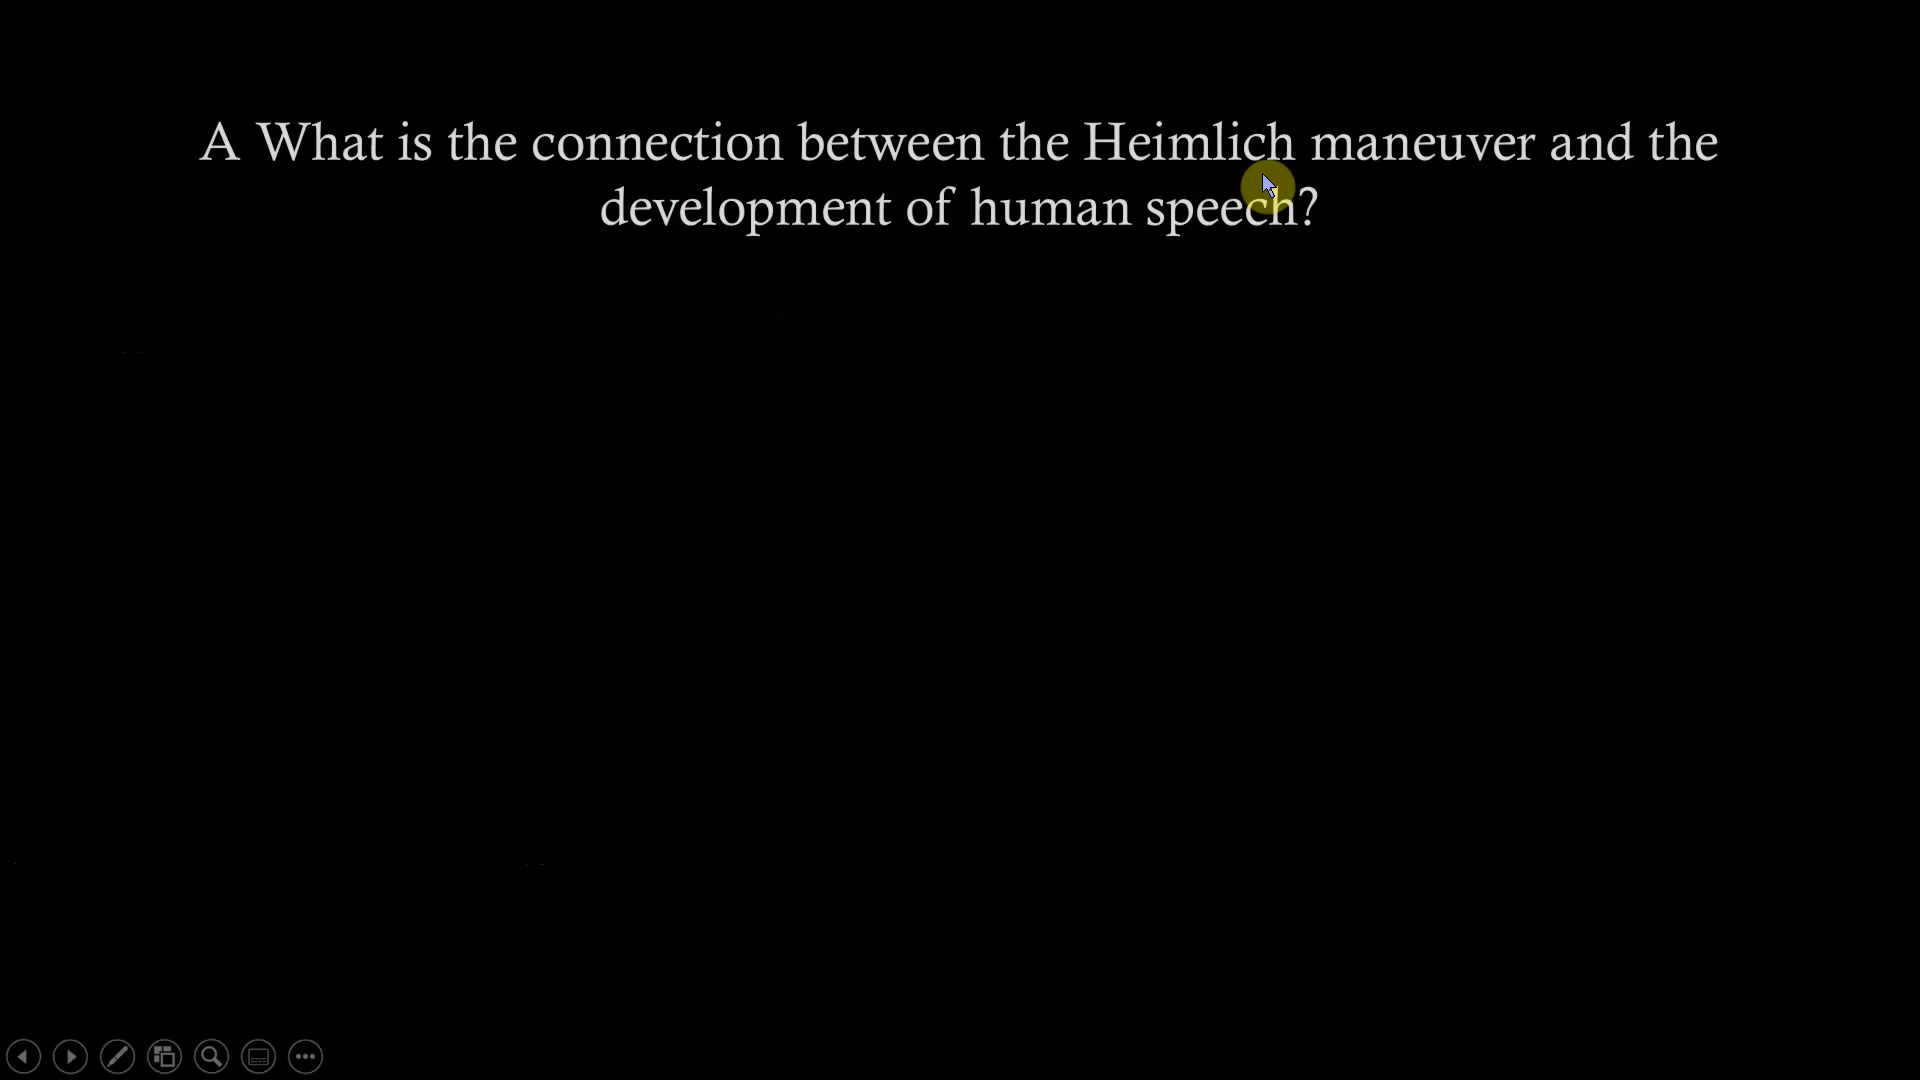 A What is the connection between the Heimlich maneuver and the
development of human speech?